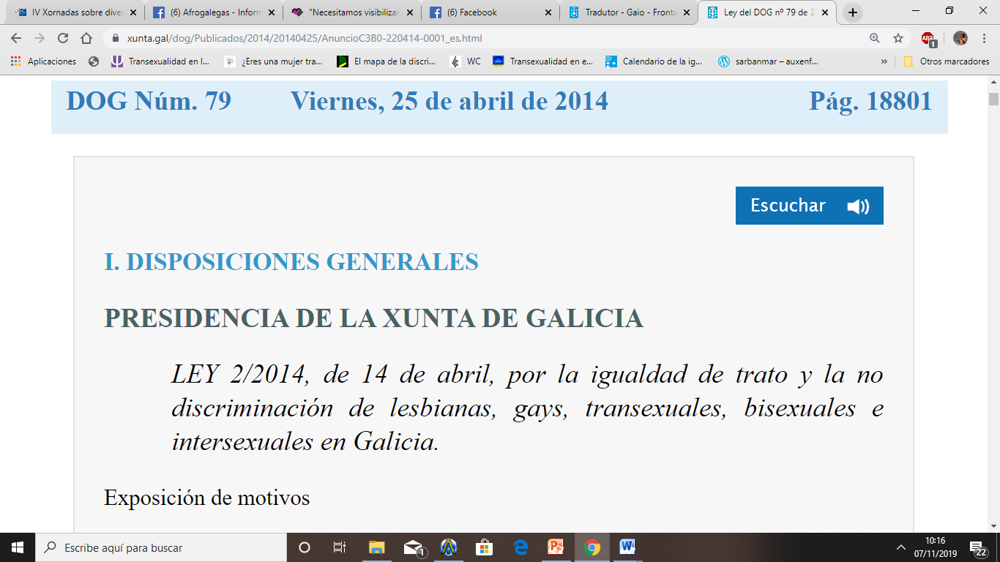 IV Xornadas sobre diver
(6) Afrogalegas - Inform
"Necesitamos visibilizar
(6) Facebook
Tradutor - Gaio - Fronta
Ley del DOG nº 79 de 2
xunta.gal/dog/Publicados/2014/20140425/AnuncioC3B0-220414-0001_es.html
ABP
1
Aplicaciones
Transexualidad en l...
¿Eres una mujer tra...
El mapa de la discri...
WC
Transexualidad en e...
Calendario de la ig...
sarbanmar – auxenf...
»
Otros marcadores
DOG Núm. 79 Viernes, 25 de abril de 2014 Pág. 18801
Escuchar
I. DISPOSICIONES GENERALES
PRESIDENCIA DE LA XUNTA DE GALICIA
LEY 2/2014, de 14 de abril, por la igualdad de trato y la no
discriminación de lesbianas, gays, transexuales, bisexuales e
intersexuales en Galicia.
Exposición de motivos
Escribe aquí para buscar
1
10:16
07/11/2019
22